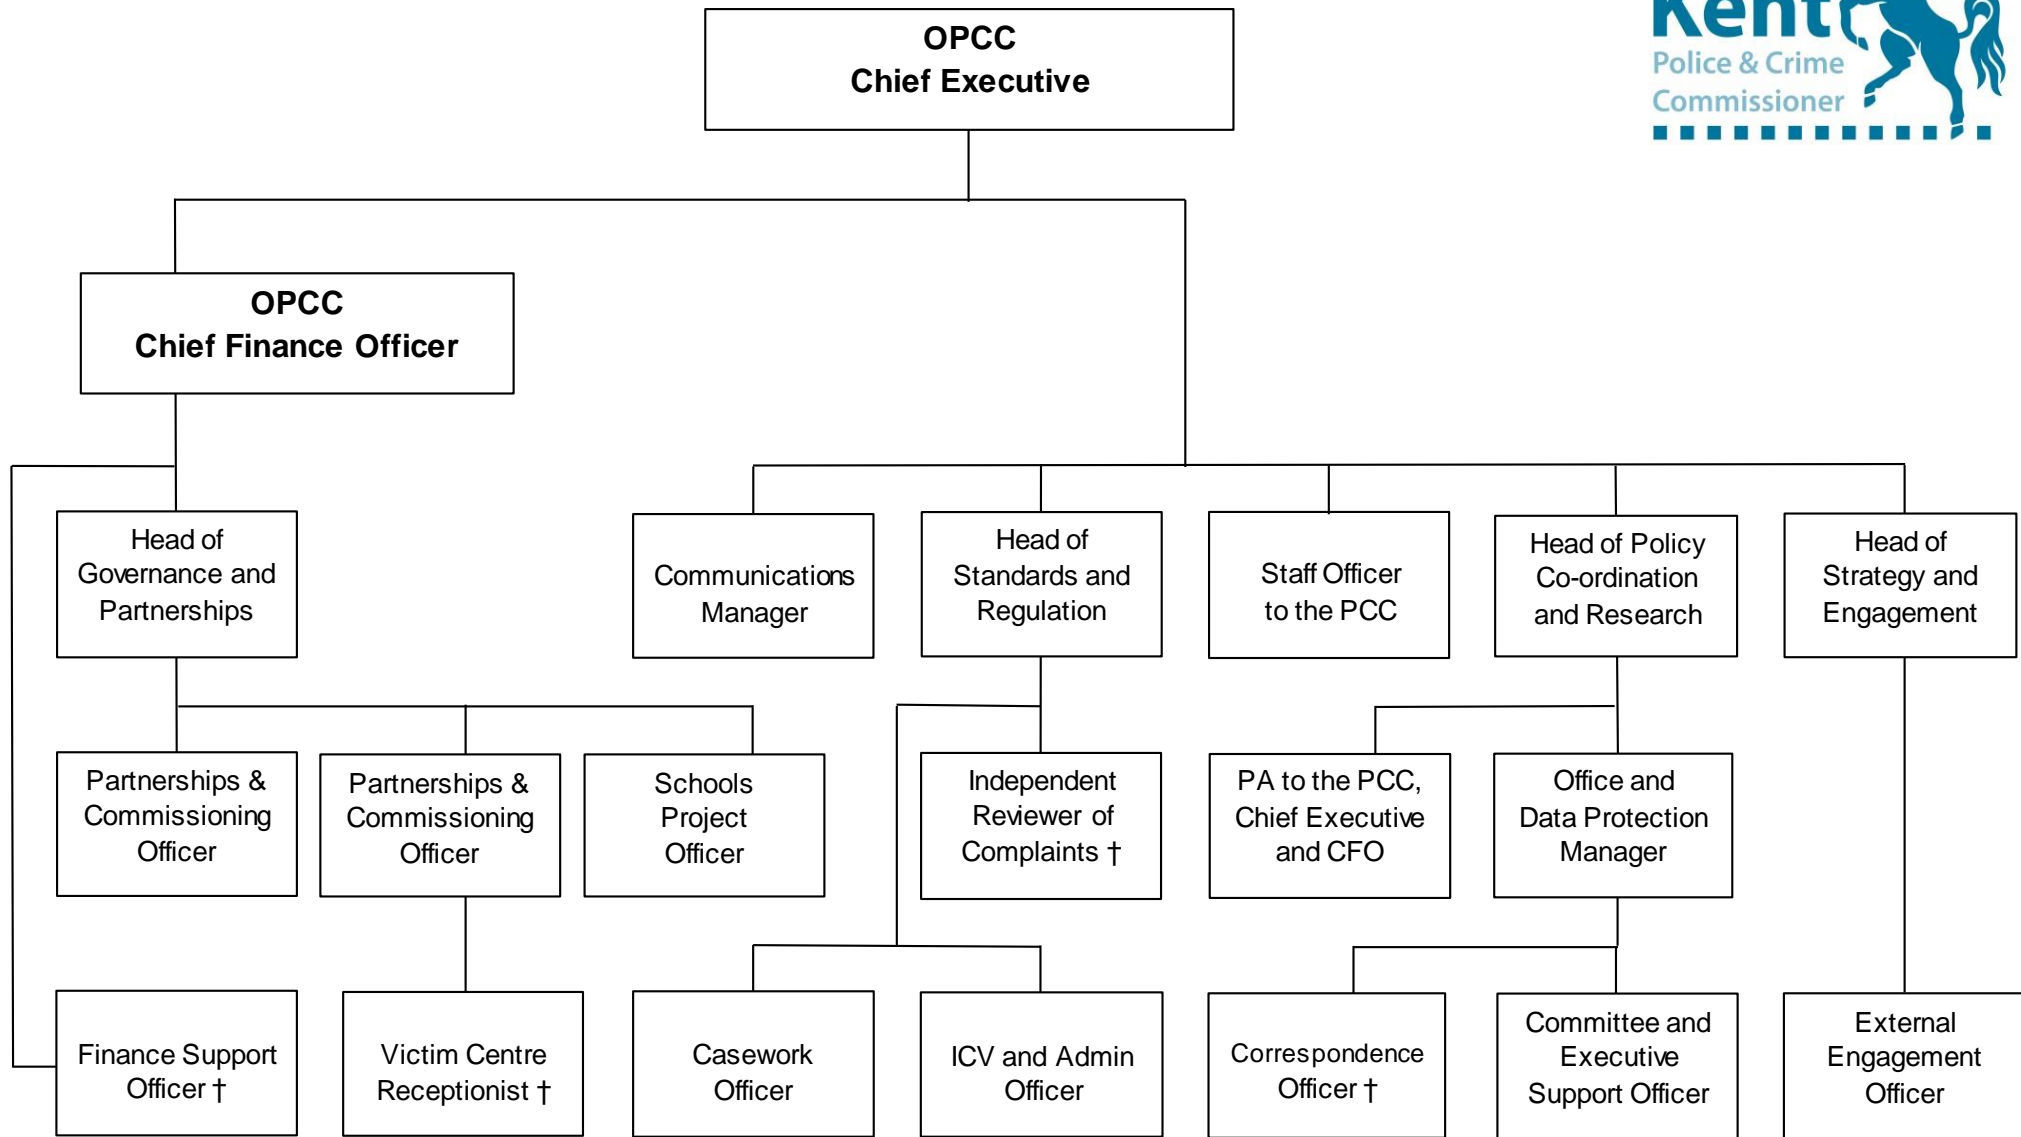 OPCC
Chief Executive
Kent
Police & Crime
Commissioner
OPCC
Chief Finance Officer
Head of
Governance and
Partnerships
Communications
Manager
Head of
Standards and
Regulation
Staff Officer
to the PCC
Head of Policy
Co-ordination
and Research
Head of
Strategy and
Engagement
Partnerships &
Commissioning
Officer
Partnerships &
Commissioning
Officer
Schools
Project
Officer
Independent
Reviewer of
Complaints †
PA to the PCC,
Chief Executive
and CFO
Office and
Data Protection
Manager
Finance Support
Officer †
Victim Centre
Receptionist †
Casework
Officer
ICV and Admin
Officer
Correspondence
Officer †
Committee and
Executive
Support Officer
External
Engagement
Officer